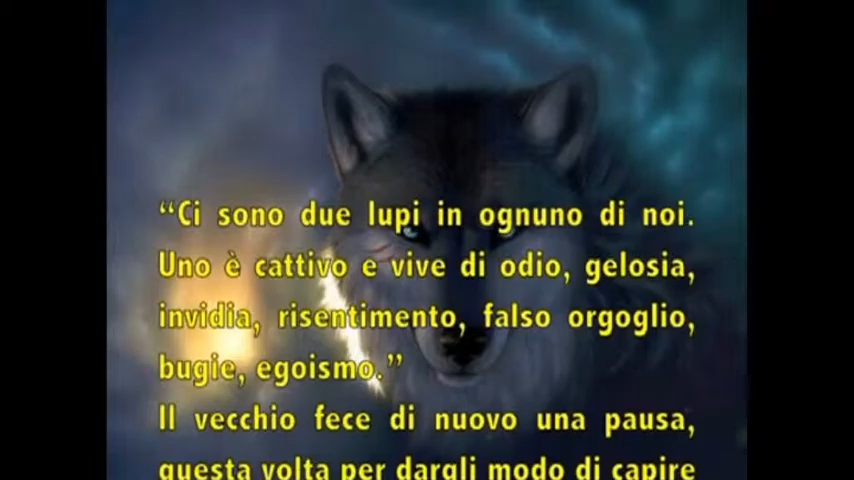 “Ci sono due lupi in ognuno di noi.
Uno è cattivo e vive di odio, gelosia,
invidia, risentimento, falso orgoglio,
bugie, egoismo.”
Il vecchio fece di nuovo una pausa,
questa volta per dargli modo di capire